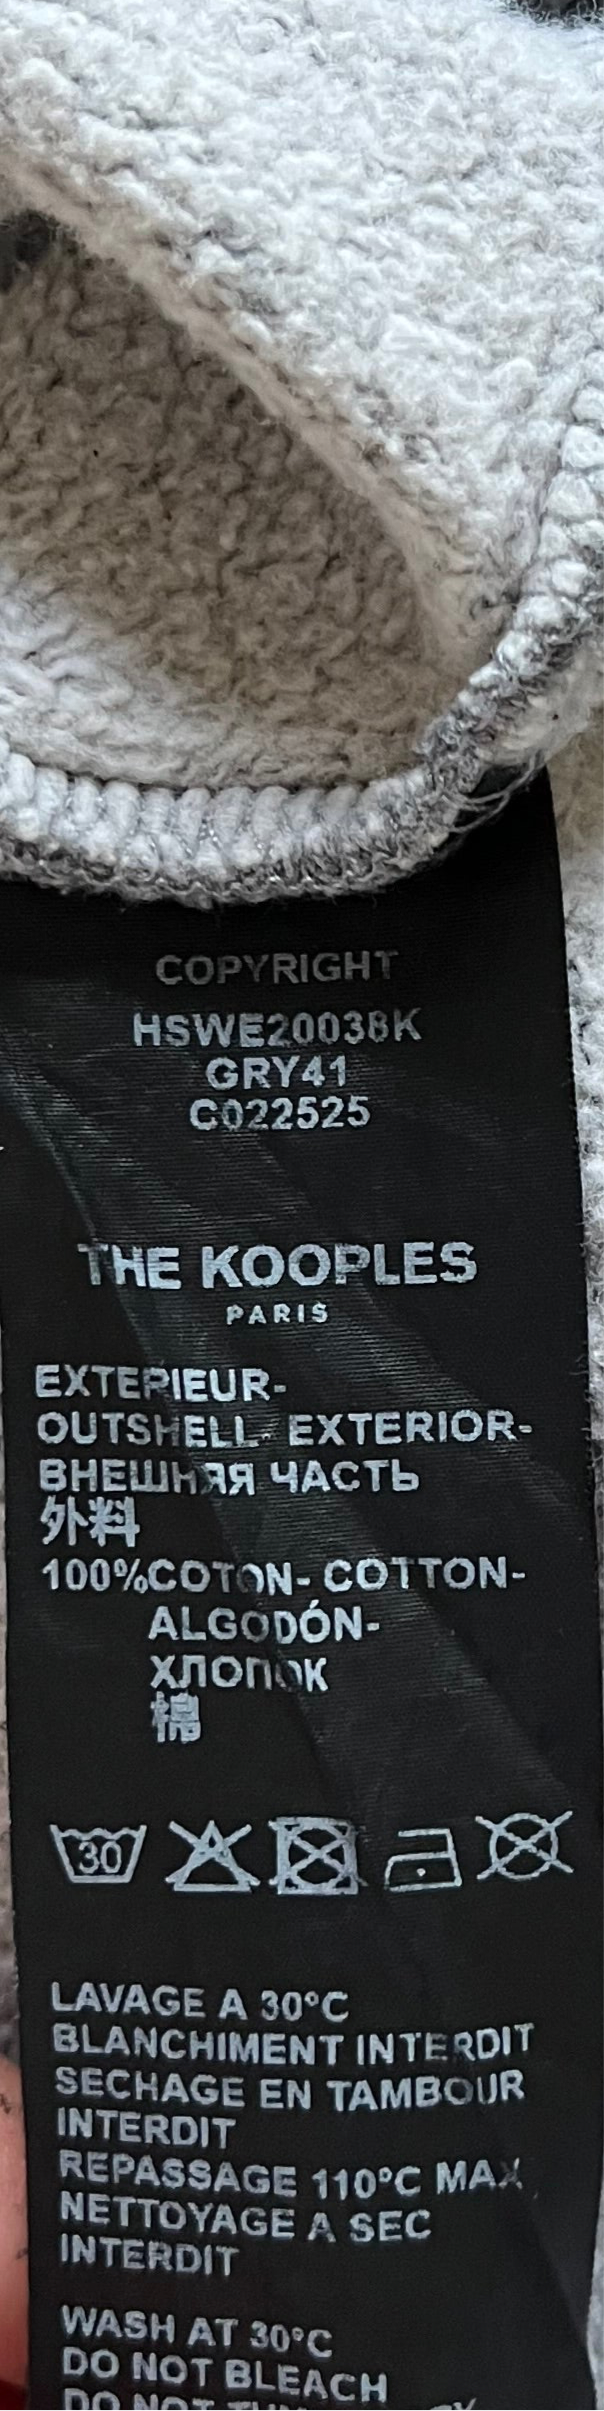 COPYRIGHT
HSWE20038K
GRY41
C022525
THE KOOPLES
PARIS
EXTERIEUR-
OUTSHELL- EXTERIOR-
ВНЕШНЯЯ ЧАСТЬ
外料
100%COTON- COTTON-
ALGODÓN-
ХЛОПОК
棉
30
LAVAGE A 30°C
BLANCHIMENT INTERDIT
SECHAGE EN TAMBOUR
INTERDIT
REPASSAGE 110°C MAX
NETTOYAGE A SEC
INTERDIT
WASH AT 30°C
DO NOT BLEACH
DO NOT